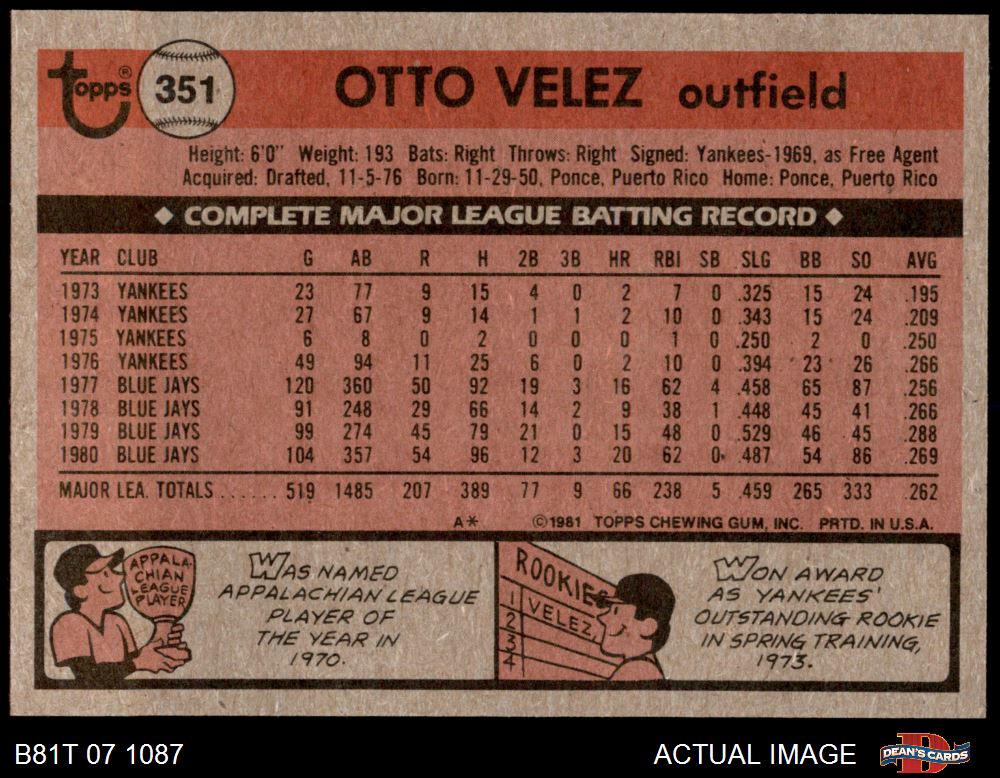 topps® 351 OTTO VELEZ outfield
Height: 6'0" Weight: 193 Bats: Right Throws: Right Signed: Yankees-1969, as Free Agent
Acquired: Drafted, 11-5-76 Born: 11-29-50, Ponce, Puerto Rico Home: Ponce, Puerto Rico
◆ COMPLETE MAJOR LEAGUE BATTING RECORD ◆
YEAR CLUB G AB R H 2B 3B HR RBI SB SLG BB SO AVG
1973 YANKEES 23 77 9 15 4 0 2 7 0 .325 15 24 .195
1974 YANKEES 27 67 9 14 1 1 2 10 0 .343 15 24 .209
1975 YANKEES 6 8 0 2 0 0 0 1 0 .250 2 0 .250
1976 YANKEES 49 94 11 25 6 0 2 10 0 .394 23 26 .266
1977 BLUE JAYS 120 360 50 92 19 3 16 62 4 .458 65 87 .256
1978 BLUE JAYS 91 248 29 66 14 2 9 38 1 .448 45 41 .266
1979 BLUE JAYS 99 274 45 79 21 0 15 48 0 .529 46 45 .288
1980 BLUE JAYS 104 357 54 96 12 3 20 62 0 .487 54 86 .269
MAJOR LEA. TOTALS ...... 519 1485 207 389 77 9 66 238 5 .459 265 333 .262
A* ©1981 TOPPS CHEWING GUM, INC. PRTD. IN U.S.A.
APPALA-
CHIAN
LEAGUE
PLAYER
WAS NAMED
APPALACHIAN LEAGUE
PLAYER OF
THE YEAR IN
1970.
ROOKIES
1 VELEZ
2
3
4
WON AWARD
AS YANKEES'
OUTSTANDING ROOKIE
IN SPRING TRAINING,
1973.
B81T 07 1087 ACTUAL IMAGE D DEAN'S CARDS